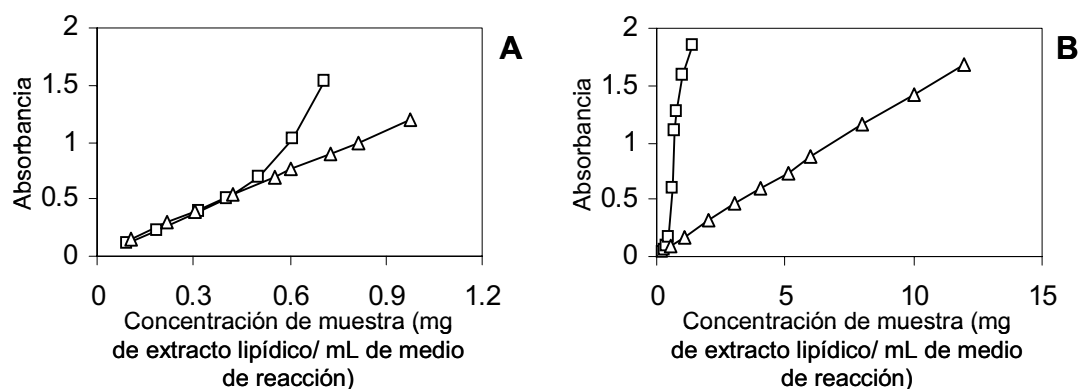 A
Absorbancia
2
1.5
1
0.5
0
0 0.3 0.6 0.9 1.2
Concentración de muestra (mg
de extracto lipídico/ mL de medio
de reacción)
B
Absorbancia
2
1.5
1
0.5
0
0 5 10 15
Concentración de muestra (mg
de extracto lipídico/ mL de medio
de reacción)